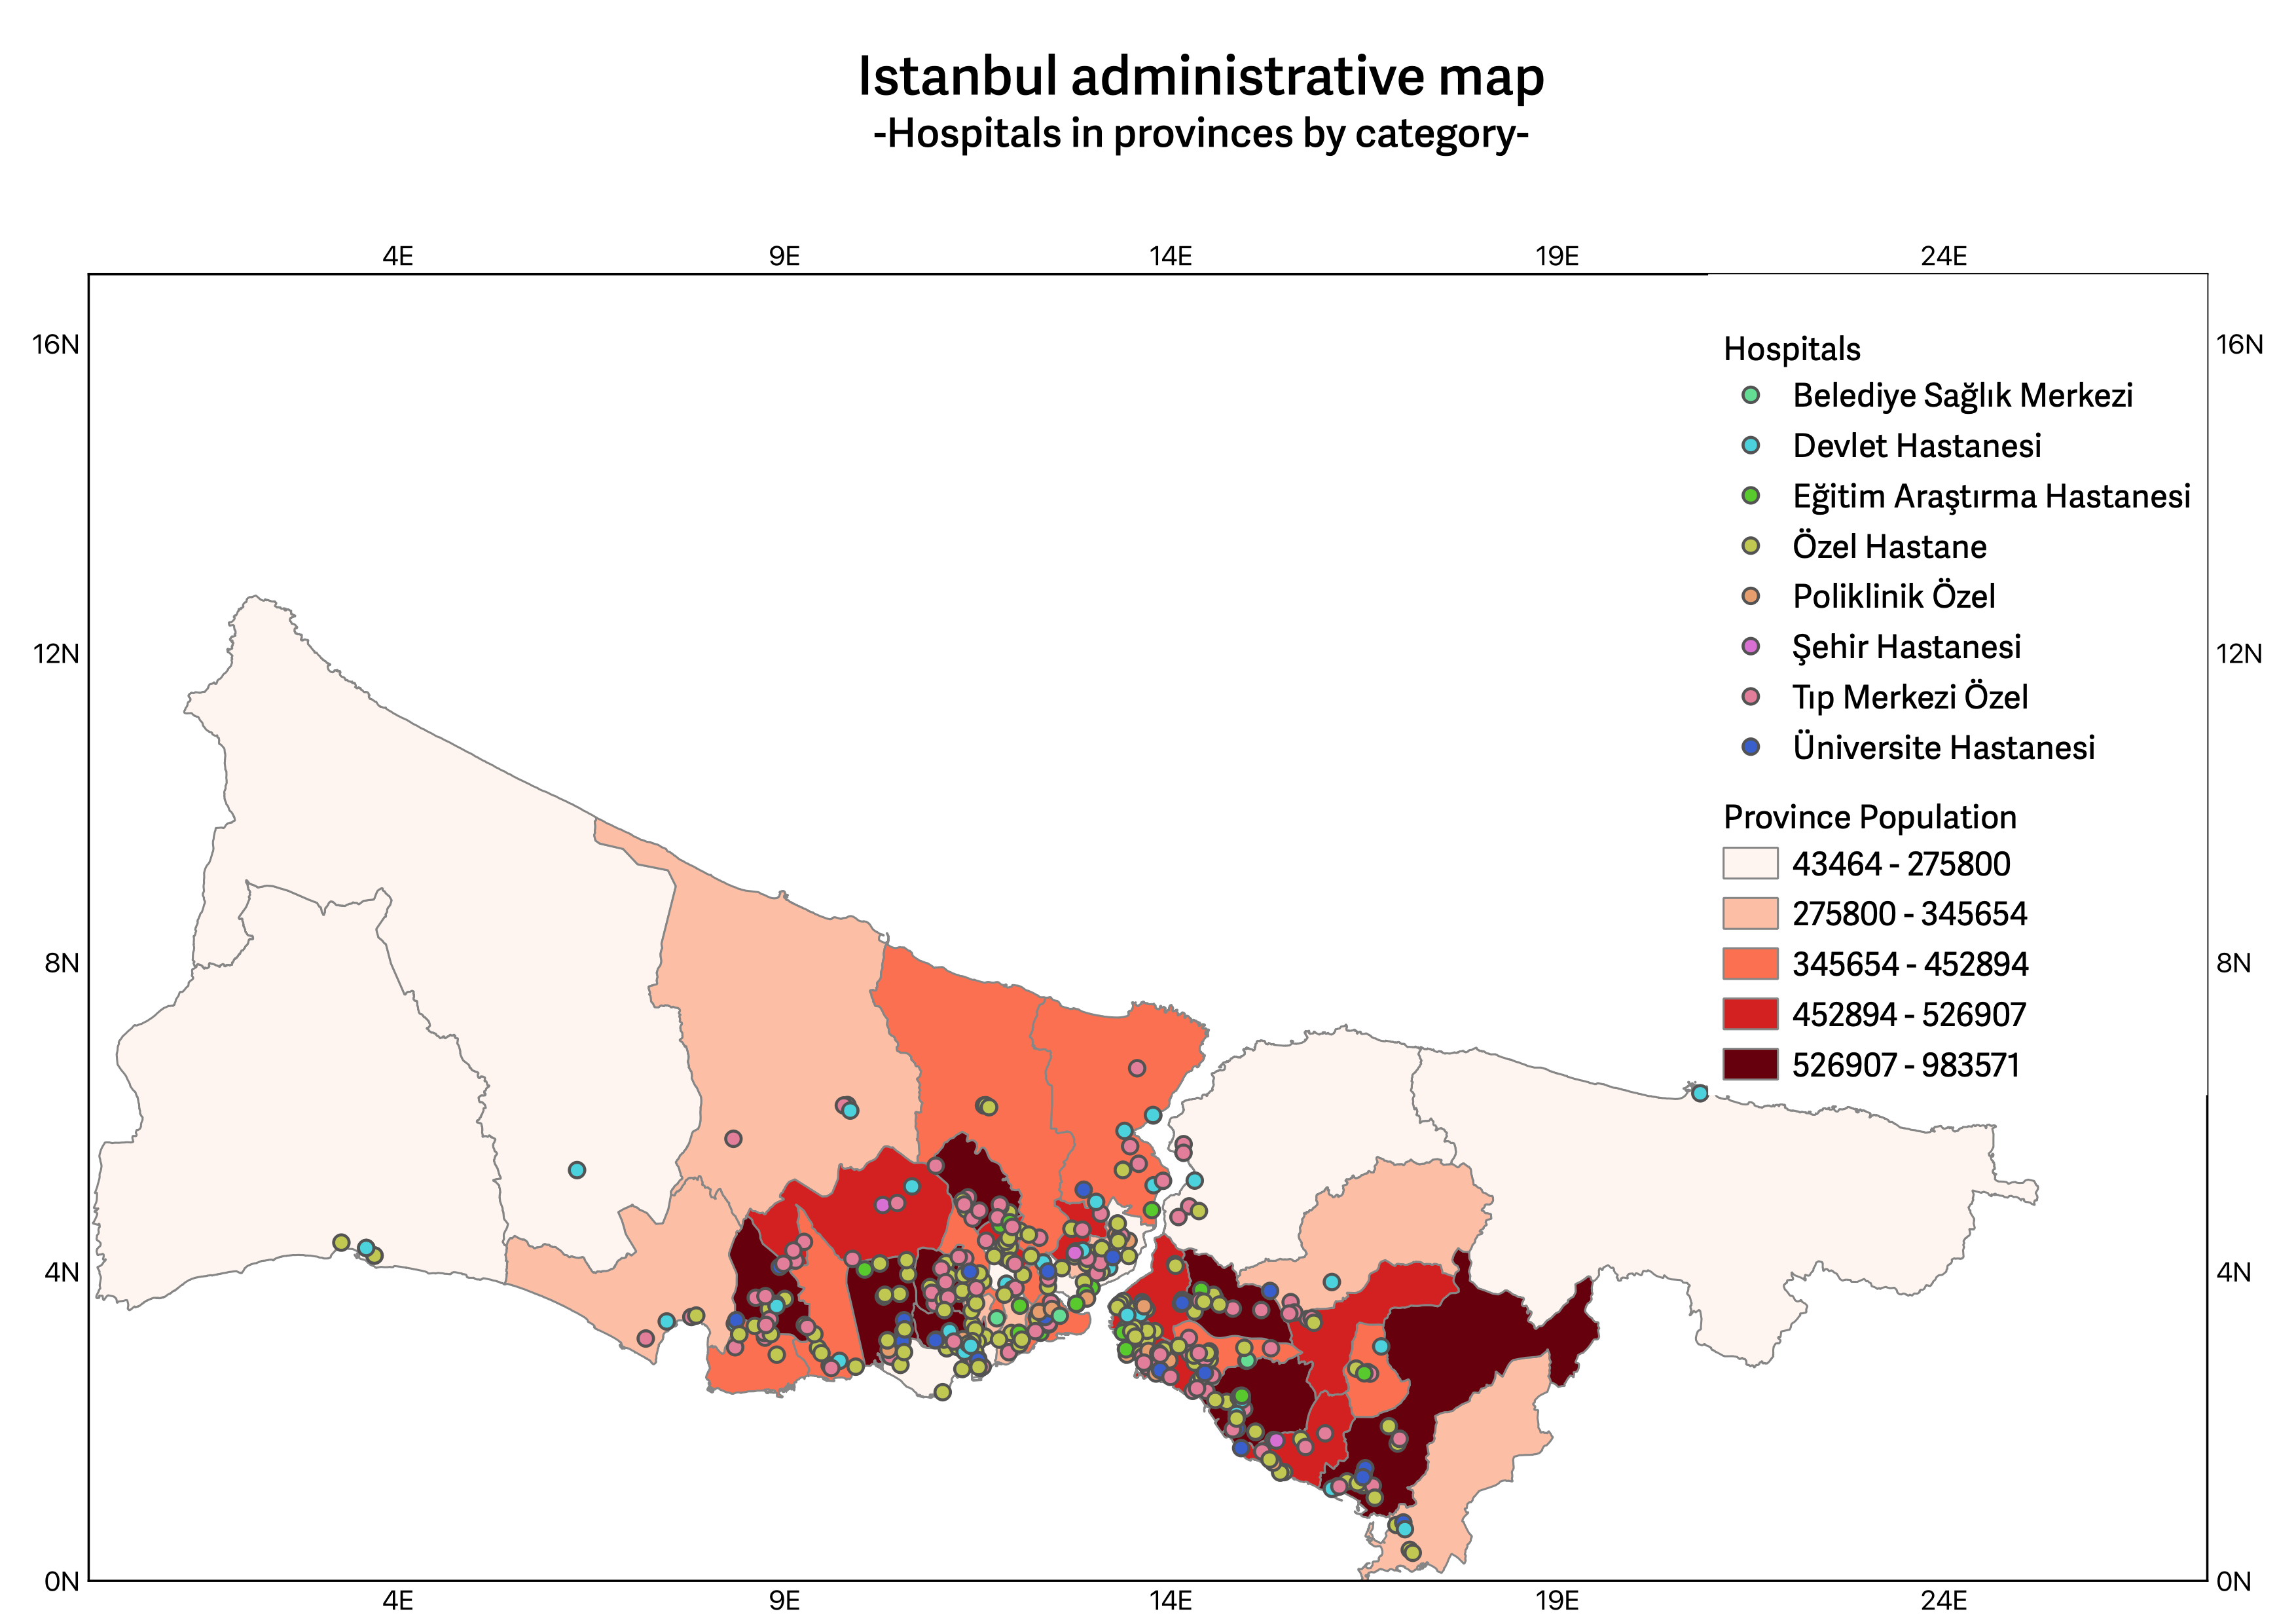 Istanbul administrative map
-Hospitals in provinces by category-
4E 9E 14E 19E 24E
16N 16N
Hospitals
Belediye Sağlık Merkezi
Devlet Hastanesi
Eğitim Araştırma Hastanesi
Özel Hastane
Poliklinik Özel
12N Şehir Hastanesi 12N
Tıp Merkezi Özel
Üniversite Hastanesi
Province Population
43464 - 275800
275800 - 345654
8N 345654 - 452894 8N
452894 - 526907
526907 - 983571
4N 4N
0N 0N
4E 9E 14E 19E 24E